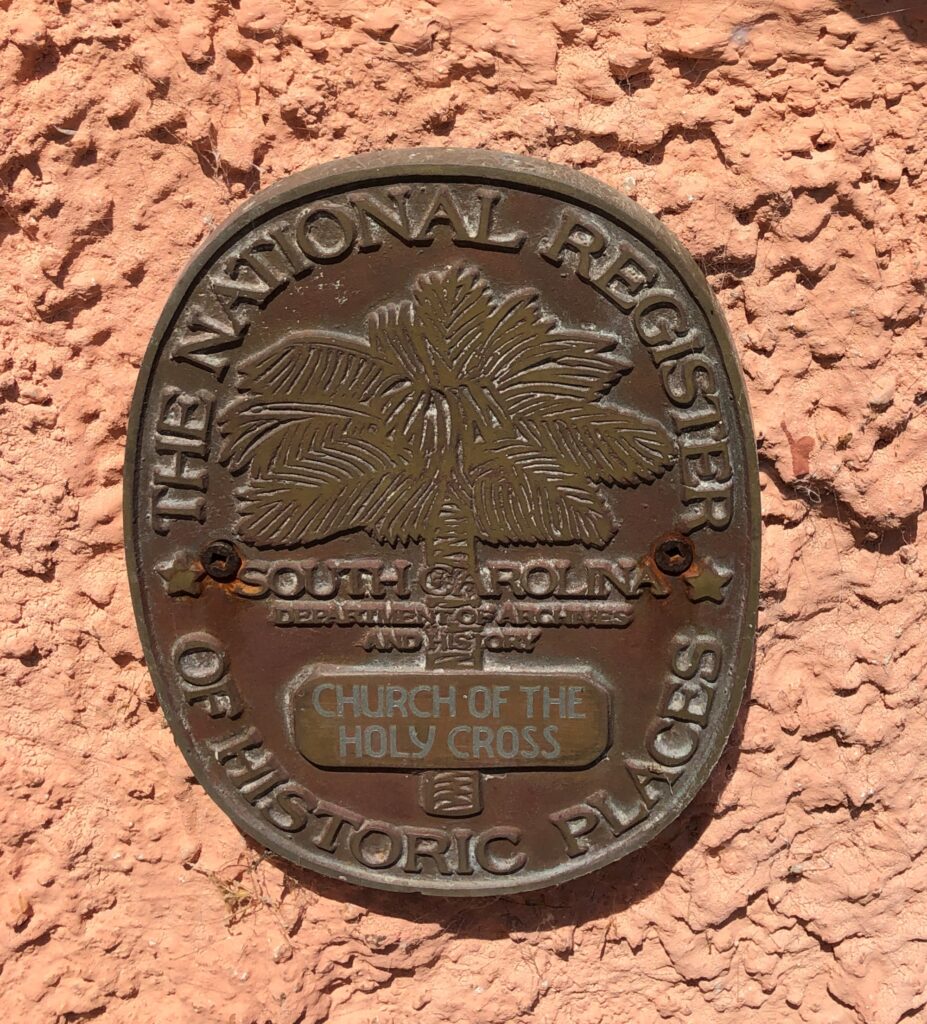 THE NATIONAL REGISTER
SOUTH CAROLINA
DEPARTMENT OF ARCHIVES
AND HISTORY
CHURCH OF THE
HOLY CROSS
OF HISTORIC PLACES